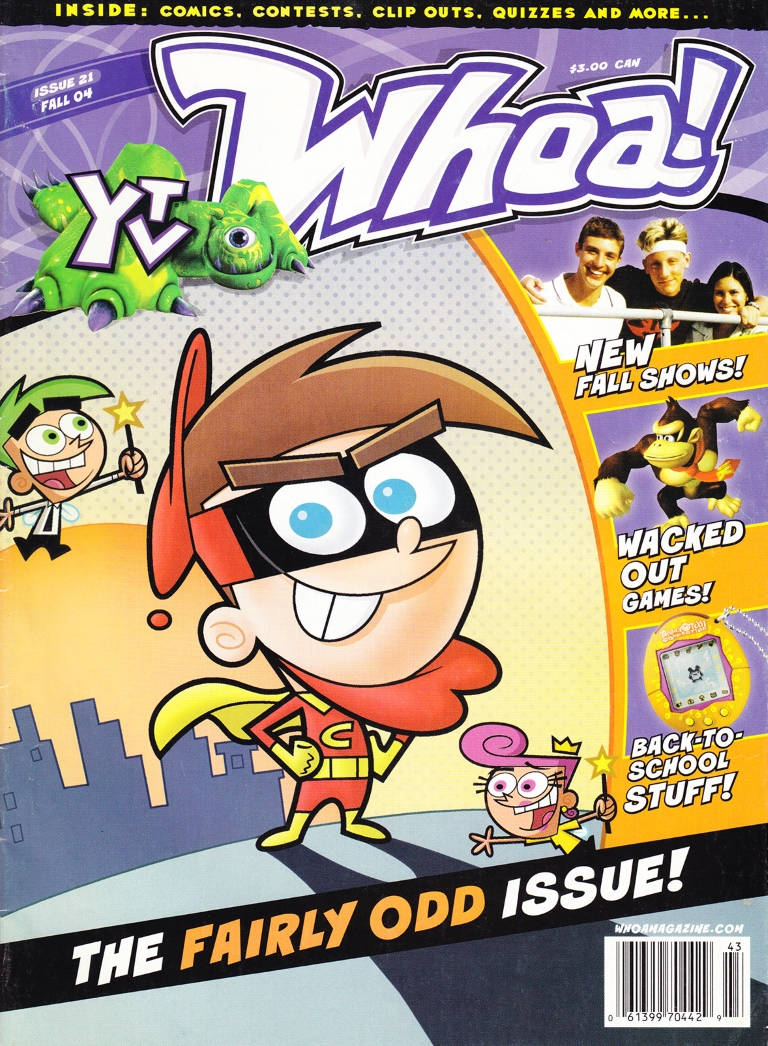 INSIDE: COMICS, CONTESTS, CLIP OUTS, QUIZZES AND MORE...
ISSUE 21
FALL 04
$3.00 CAN
Whoa!
YTV
NEW
FALL SHOWS!
WACKED
OUT
GAMES!
BACK-TO-
SCHOOL
STUFF!
C
THE FAIRLY ODD ISSUE!
WHOAMAGAZINE.COM
43
0 61399 70442 9